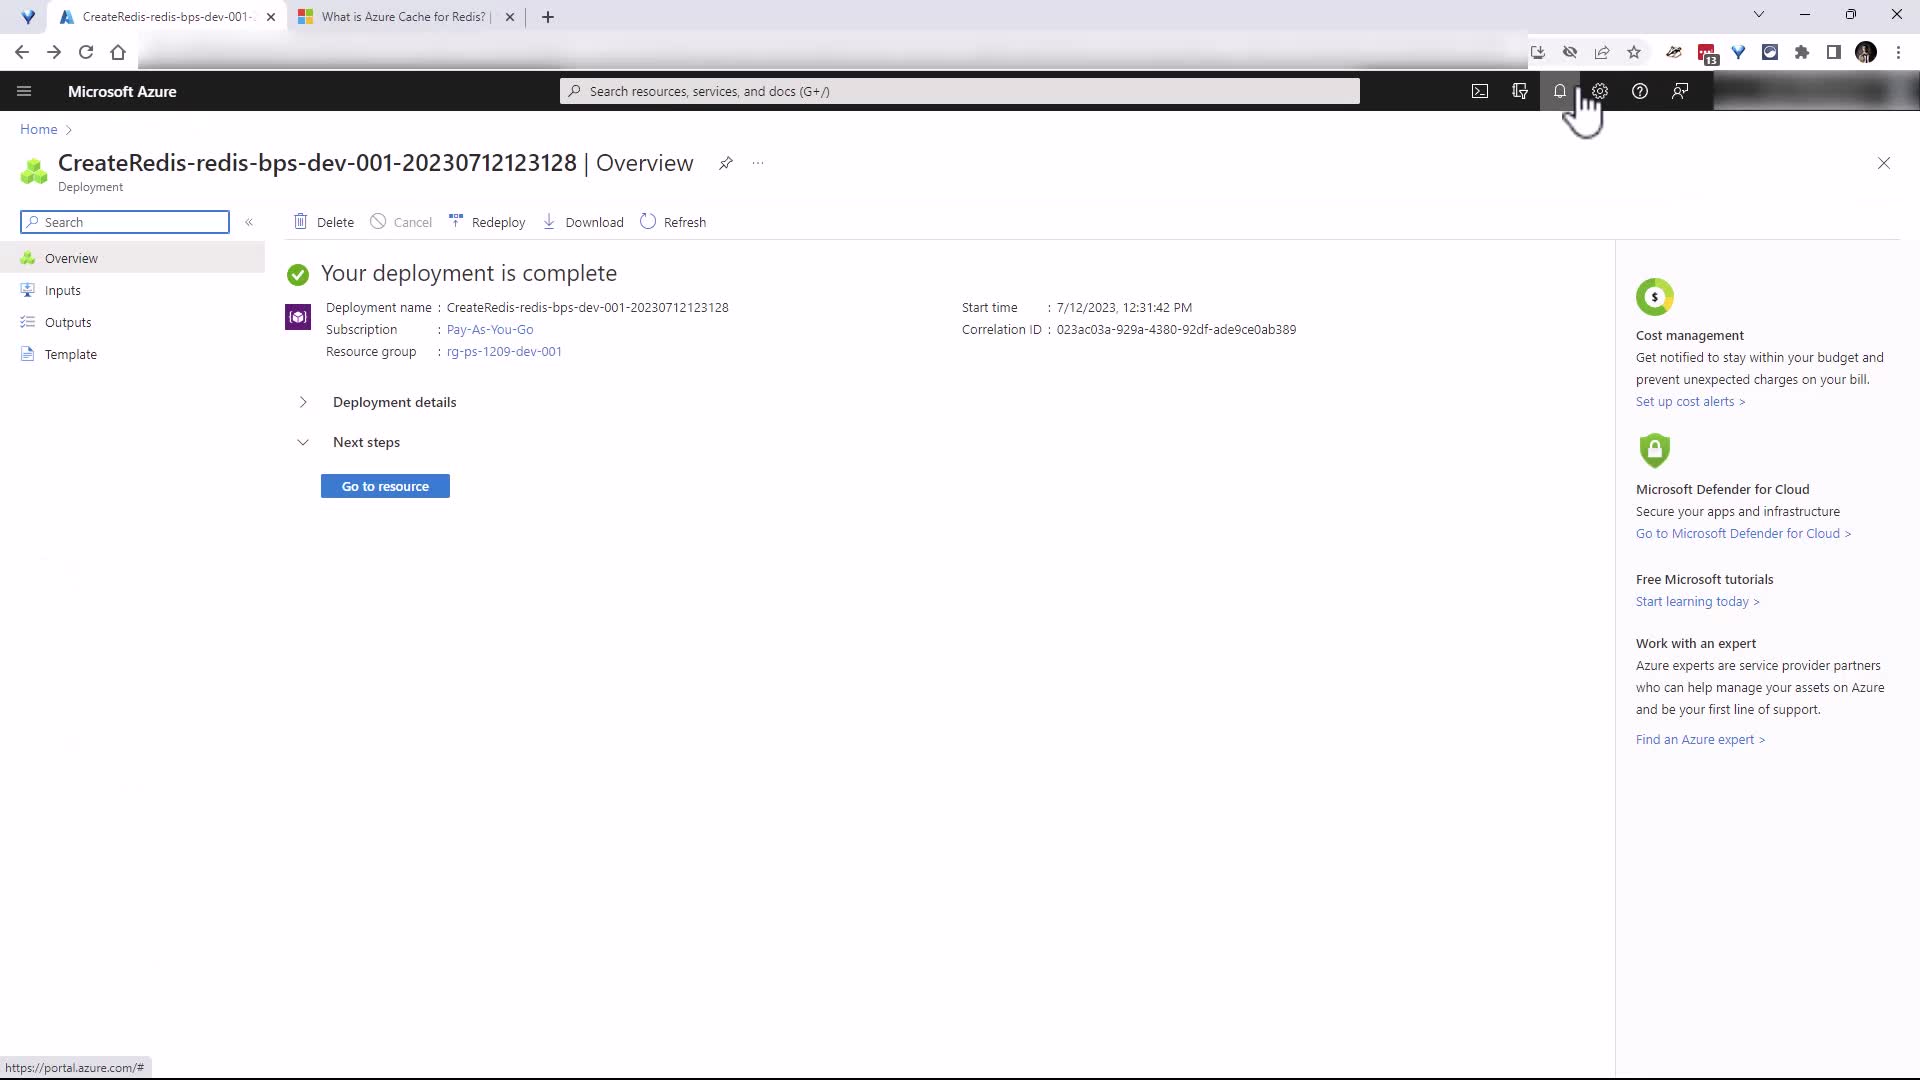 CreateRedis-redis-bps-dev-001-
What is Azure Cache for Redis? |
13
Microsoft Azure
Search resources, services, and docs (G+/)
Home >
CreateRedis-redis-bps-dev-001-20230712123128 | Overview ...
Deployment
Search «
Delete Cancel Redeploy Download Refresh
Overview
Inputs
Outputs
Template
Your deployment is complete
Deployment name : CreateRedis-redis-bps-dev-001-20230712123128
Subscription : Pay-As-You-Go
Resource group : rg-ps-1209-dev-001
Start time : 7/12/2023, 12:31:42 PM
Correlation ID : 023ac03a-929a-4380-92df-ade9ce0ab389
Deployment details
Next steps
Go to resource
Cost management
Get notified to stay within your budget and
prevent unexpected charges on your bill.
Set up cost alerts >
Microsoft Defender for Cloud
Secure your apps and infrastructure
Go to Microsoft Defender for Cloud >
Free Microsoft tutorials
Start learning today >
Work with an expert
Azure experts are service provider partners
who can help manage your assets on Azure
and be your first line of support.
Find an Azure expert >
https://portal.azure.com/#